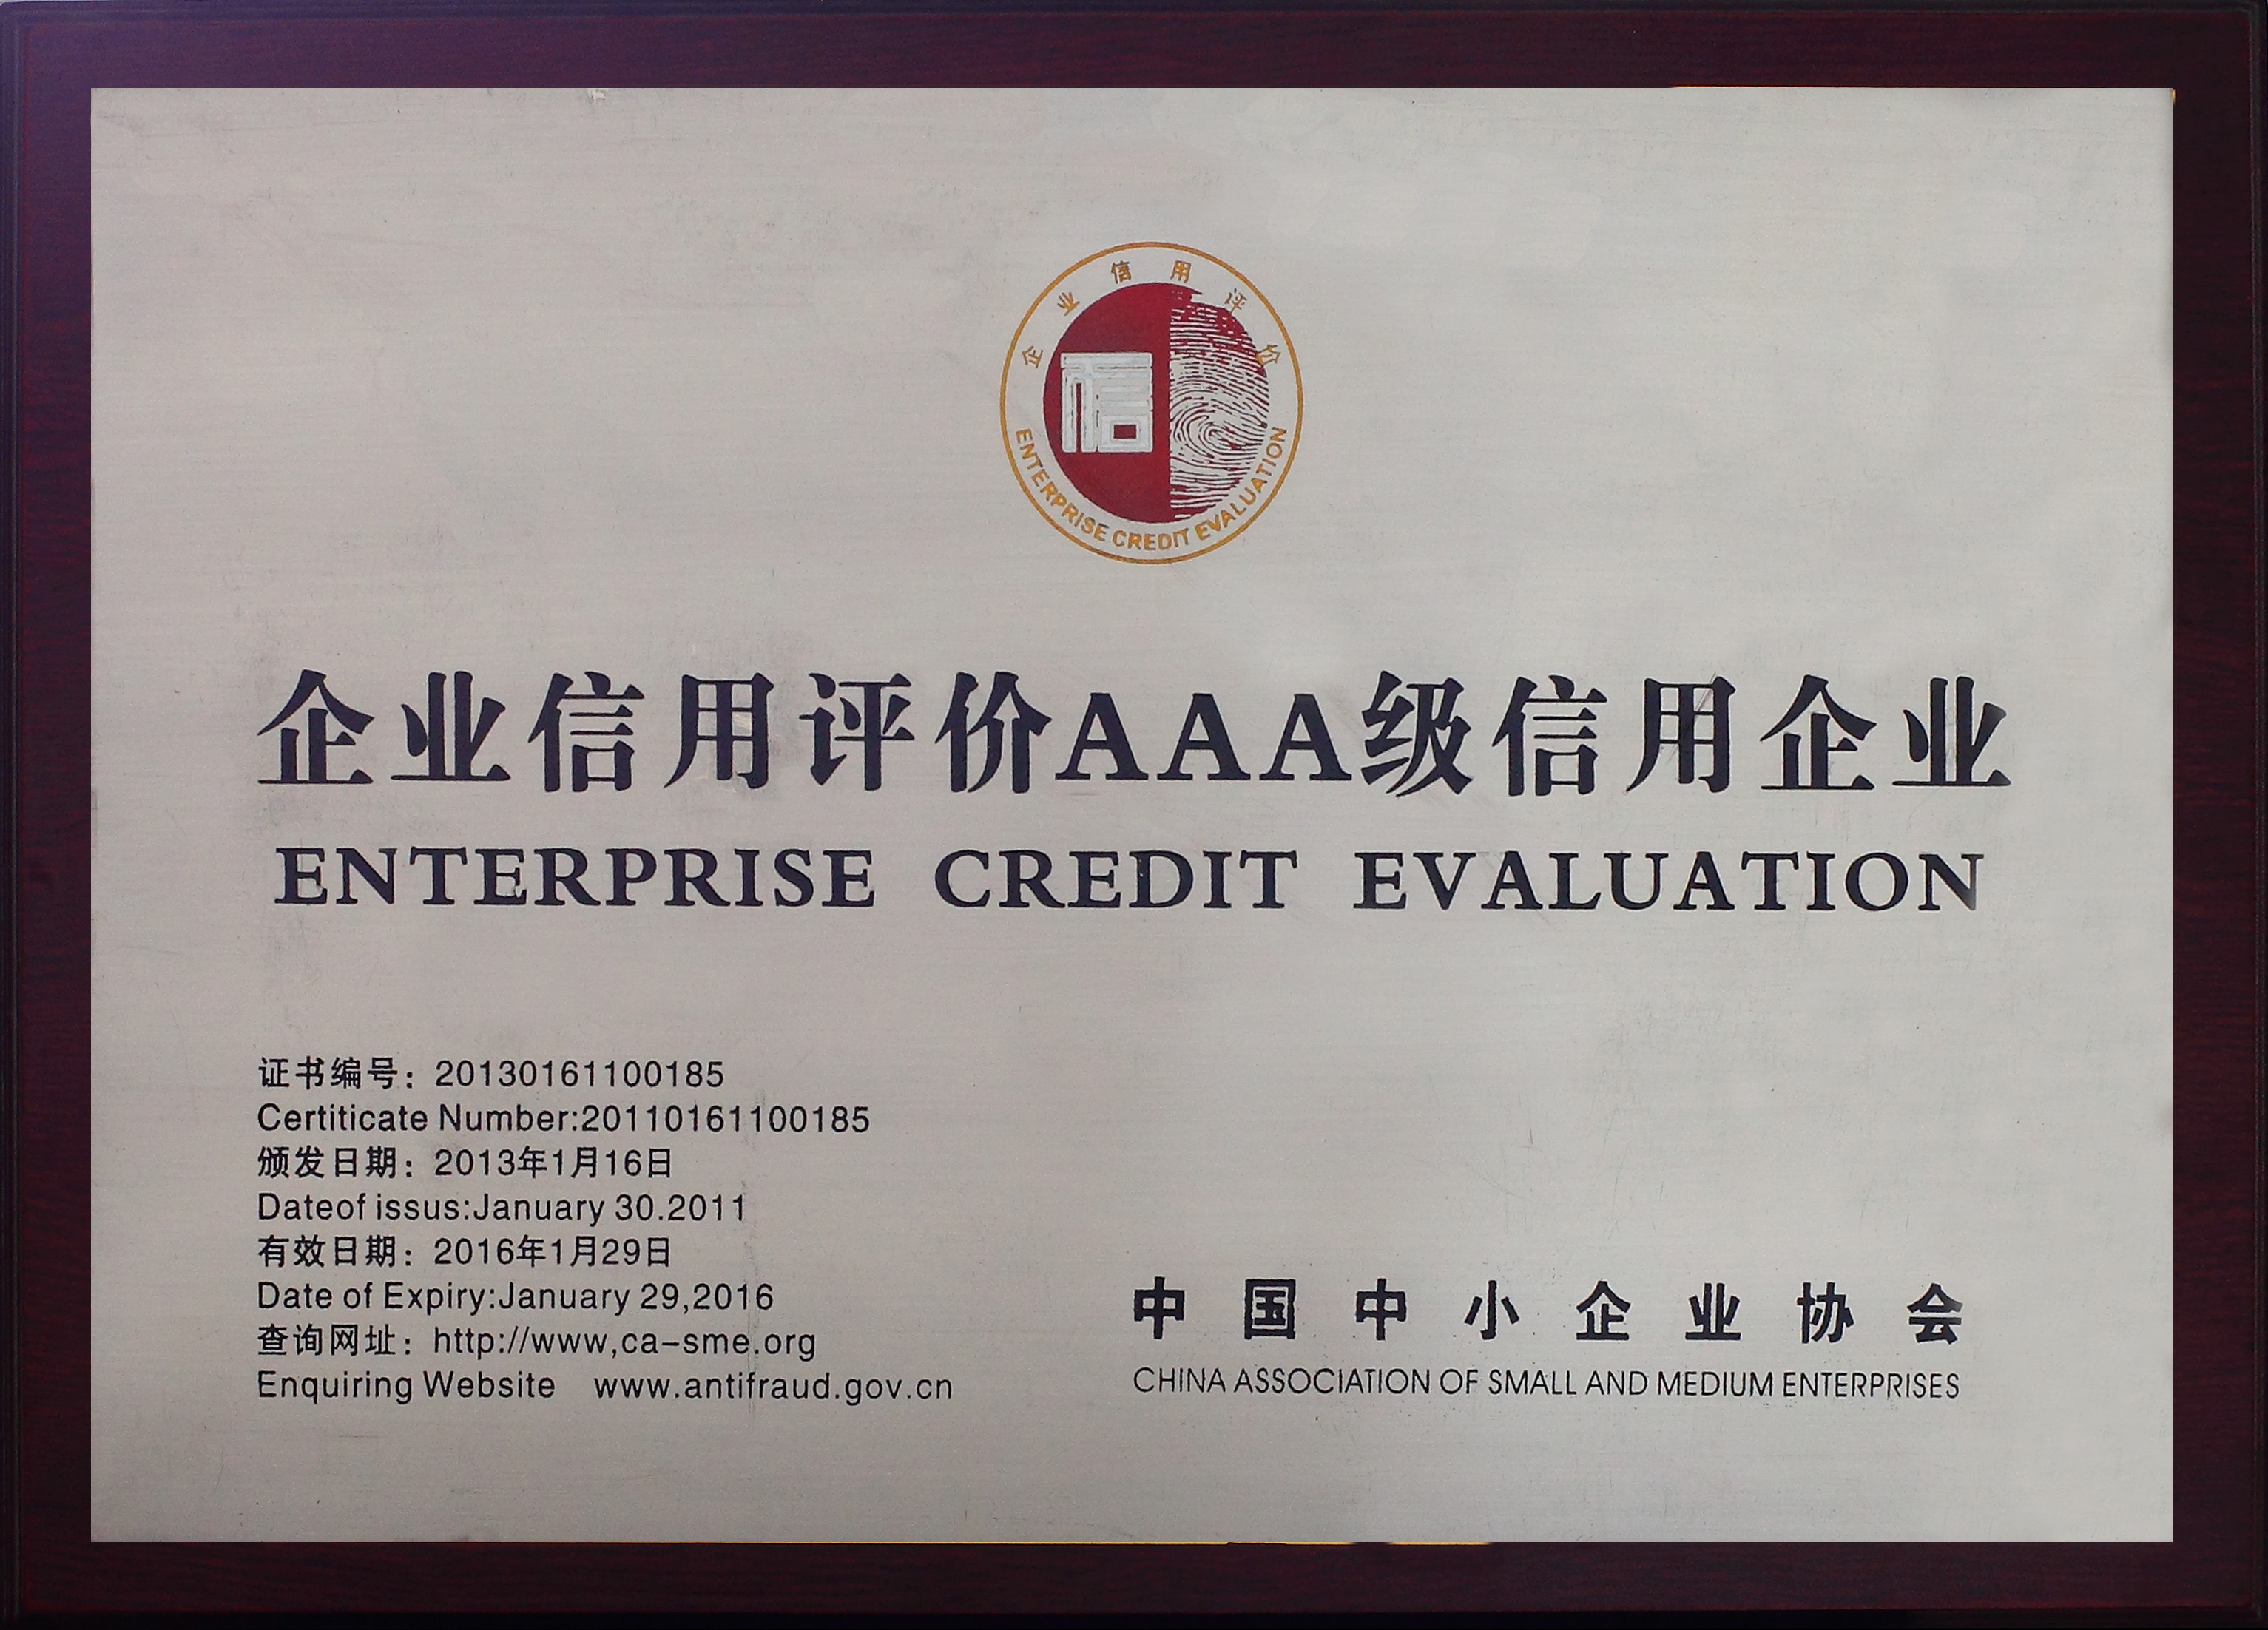 企业信用评价
信
ENTERPRISE CREDIT EVALUATION
企业信用评价AAA级信用企业
ENTERPRISE CREDIT EVALUATION
证书编号：20130161100185
Certiticate Number:20110161100185
颁发日期：2013年1月16日
Dateof issus:January 30.2011
有效日期：2016年1月29日
Date of Expiry:January 29,2016
查询网址：http://www,ca-sme.org
Enquiring Website www.antifraud.gov.cn
中国中小企业协会
CHINA ASSOCIATION OF SMALL AND MEDIUM ENTERPRISES